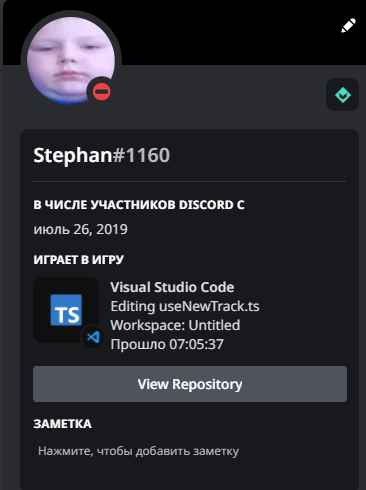 Stephan#1160
В ЧИСЛЕ УЧАСТНИКОВ DISCORD С
июль 26, 2019
ИГРАЕТ В ИГРУ
TS
Visual Studio Code
Editing useNewTrack.ts
Workspace: Untitled
Прошло 07:05:37
View Repository
ЗАМЕТКА
Нажмите, чтобы добавить заметку